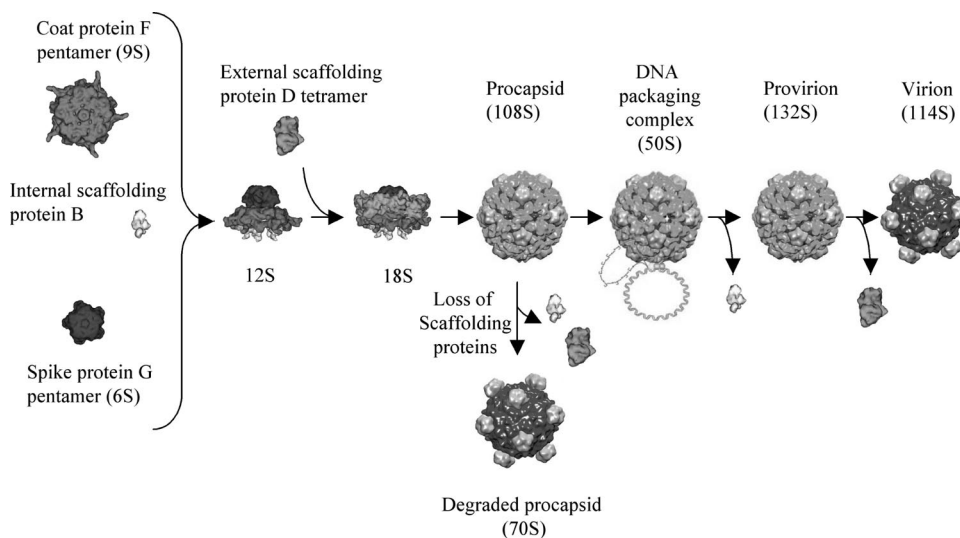 Coat protein F
pentamer (9S)
Internal scaffolding
protein B
Spike protein G
pentamer (6S)
External scaffolding
protein D tetramer
12S
18S
Procapsid
(108S)
Loss of
Scaffolding
proteins
Degraded procapsid
(70S)
DNA
packaging
complex
(50S)
Provirion
(132S)
Virion
(114S)